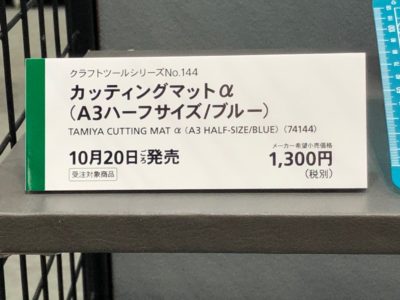 クラフトツールシリーズNo.144
カッティングマットα
(A3ハーフサイズ/ブルー)
TAMIYA CUTTING MAT α (A3 HALF-SIZE/BLUE) (74144)
10月20日ごろ発売
メーカー希望小売価格
1,300円
受注対象商品
(税別)